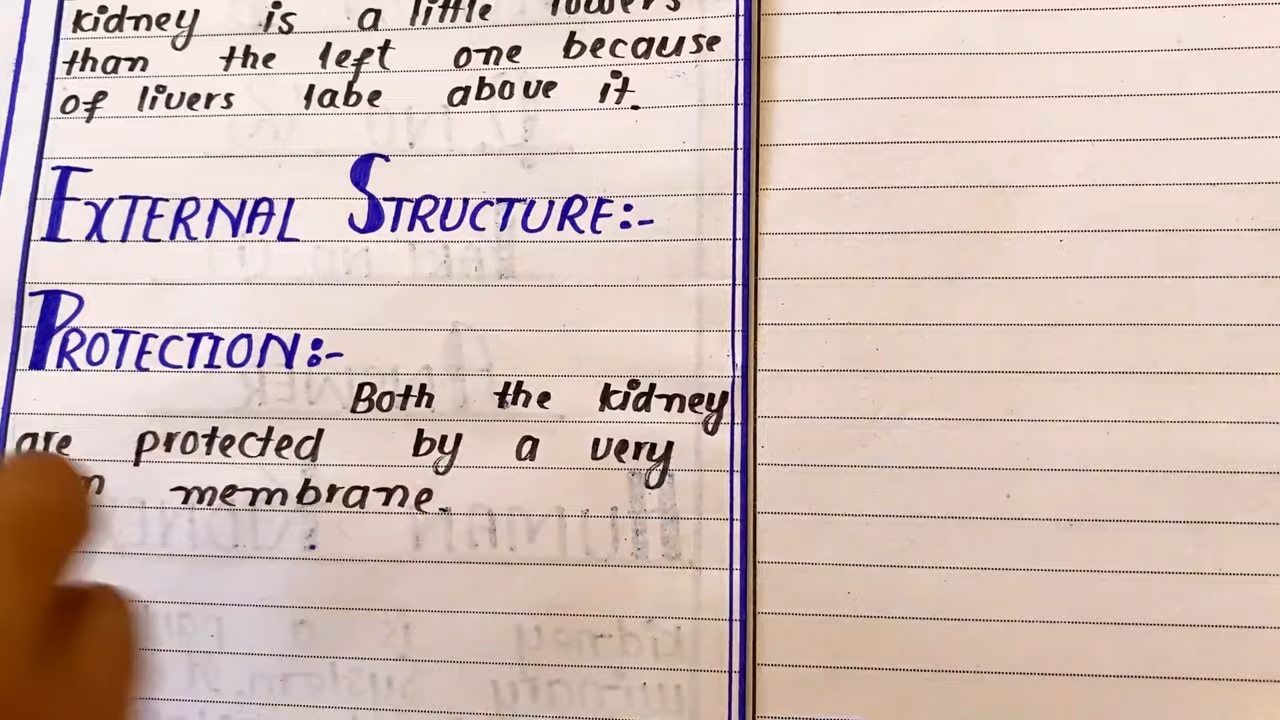 kidney is a little lowers
than the left one because
of livers labe above it.
EXTERNAL STRUCTURE:-
PROTECTION:-
Both the kidney
are protected by a very
membrane.